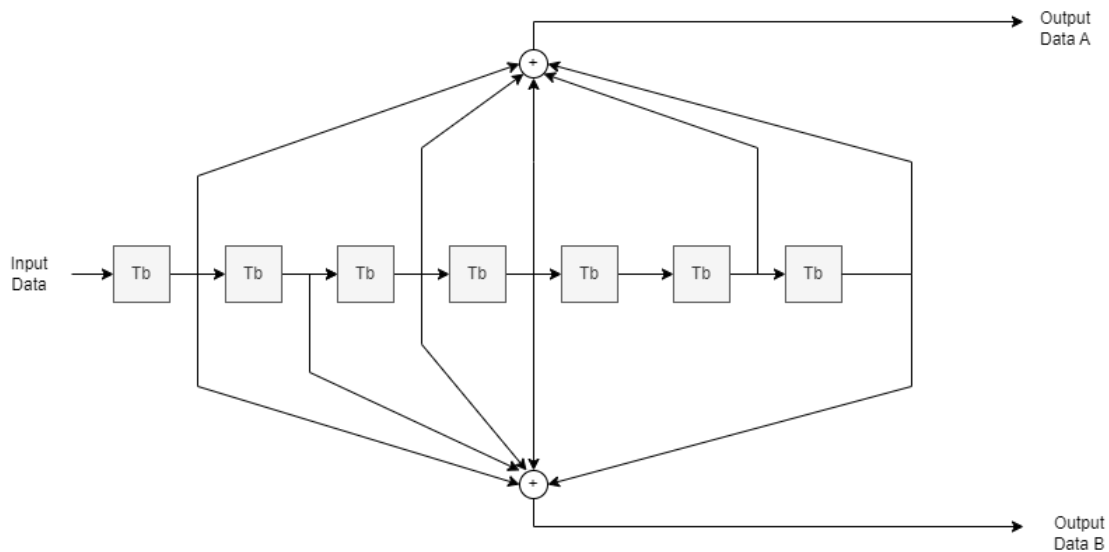 Output
Data A
+
Input
Data
Tb
Tb
Tb
Tb
Tb
Tb
Tb
+
Output
Data B